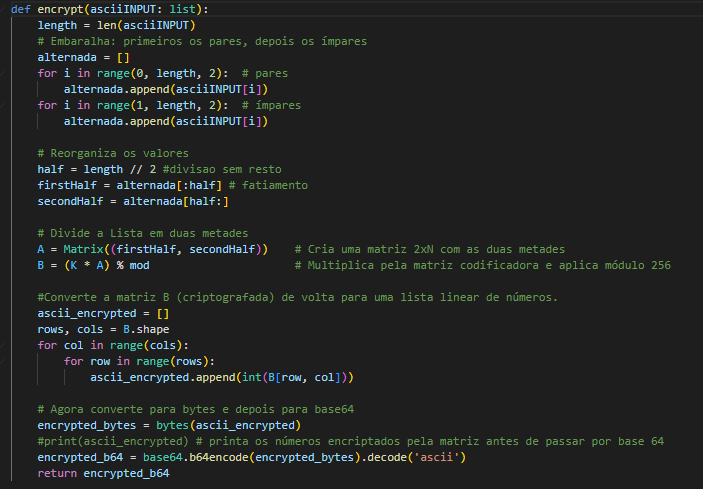 def encrypt(asciiINPUT: list):
    length = len(asciiINPUT)
    # Embaralha: primeiros os pares, depois os ímpares
    alternada = []
    for i in range(0, length, 2):  # pares
        alternada.append(asciiINPUT[i])
    for i in range(1, length, 2):  # ímpares
        alternada.append(asciiINPUT[i])

    # Reorganiza os valores
    half = length // 2 #divisao sem resto
    firstHalf = alternada[:half] # fatiamento
    secondHalf = alternada[half:]

    # Divide a Lista em duas metades
    A = Matrix((firstHalf, secondHalf))    # Cria uma matriz 2xN com as duas metades
    B = (K * A) % mod                      # Multiplica pela matriz codificadora e aplica módulo 256

    #Converte a matriz B (criptografada) de volta para uma lista linear de números.
    ascii_encrypted = []
    rows, cols = B.shape
    for col in range(cols):
        for row in range(rows):
            ascii_encrypted.append(int(B[row, col]))

    # Agora converte para bytes e depois para base64
    encrypted_bytes = bytes(ascii_encrypted)
    #print(ascii_encrypted) # printa os números encriptados pela matriz antes de passar por base 64
    encrypted_b64 = base64.b64encode(encrypted_bytes).decode('ascii')
    return encrypted_b64